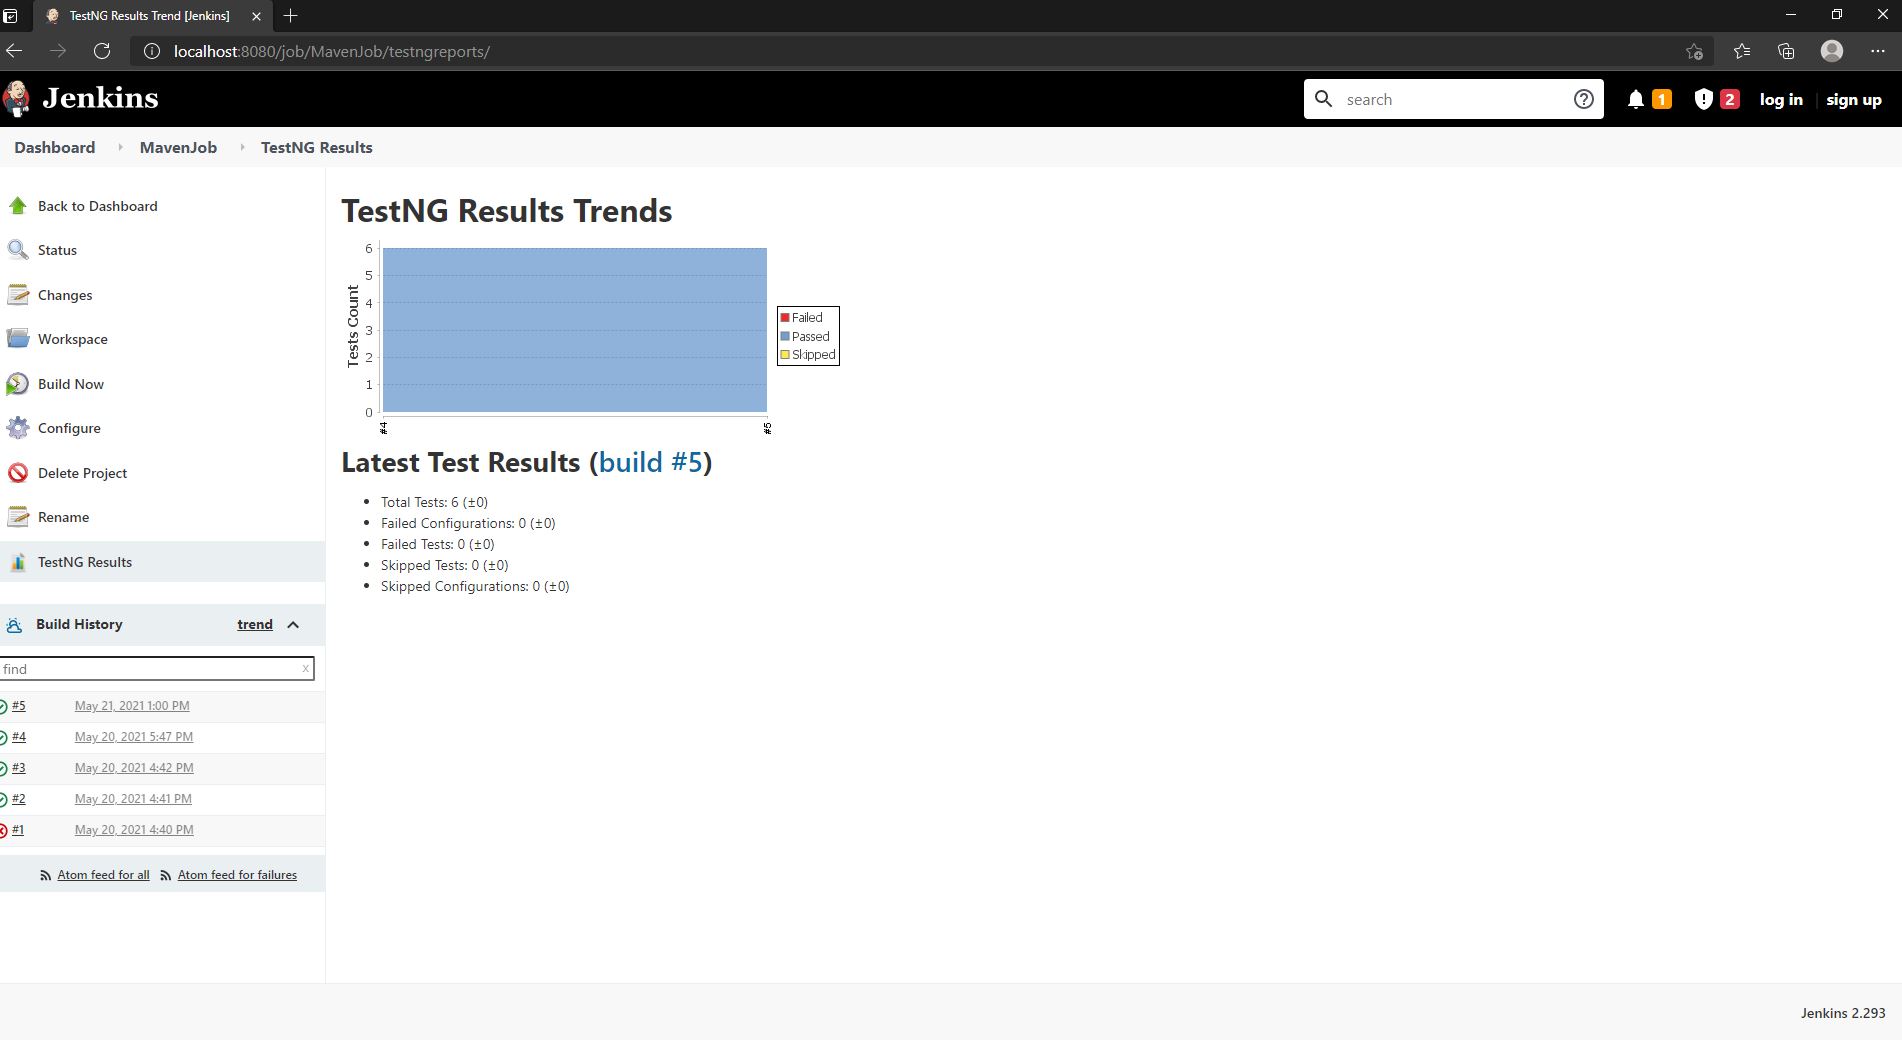 TestNG Results Trend [Jenkins]
localhost:8080/job/MavenJob/testngreports/
Jenkins
search
1
2
log in
sign up
Dashboard
MavenJob
TestNG Results
Back to Dashboard
Status
Changes
Workspace
Build Now
Configure
Delete Project
Rename
TestNG Results
Build History
trend
find
x
#5 May 21, 2021 1:00 PM
#4 May 20, 2021 5:47 PM
#3 May 20, 2021 4:42 PM
#2 May 20, 2021 4:41 PM
#1 May 20, 2021 4:40 PM
Atom feed for all
Atom feed for failures
TestNG Results Trends
Tests Count
6
5
4
3
2
1
0
#4
#5
Failed
Passed
Skipped
Latest Test Results (build #5)
Total Tests: 6 (±0)
Failed Configurations: 0 (±0)
Failed Tests: 0 (±0)
Skipped Tests: 0 (±0)
Skipped Configurations: 0 (±0)
Jenkins 2.293